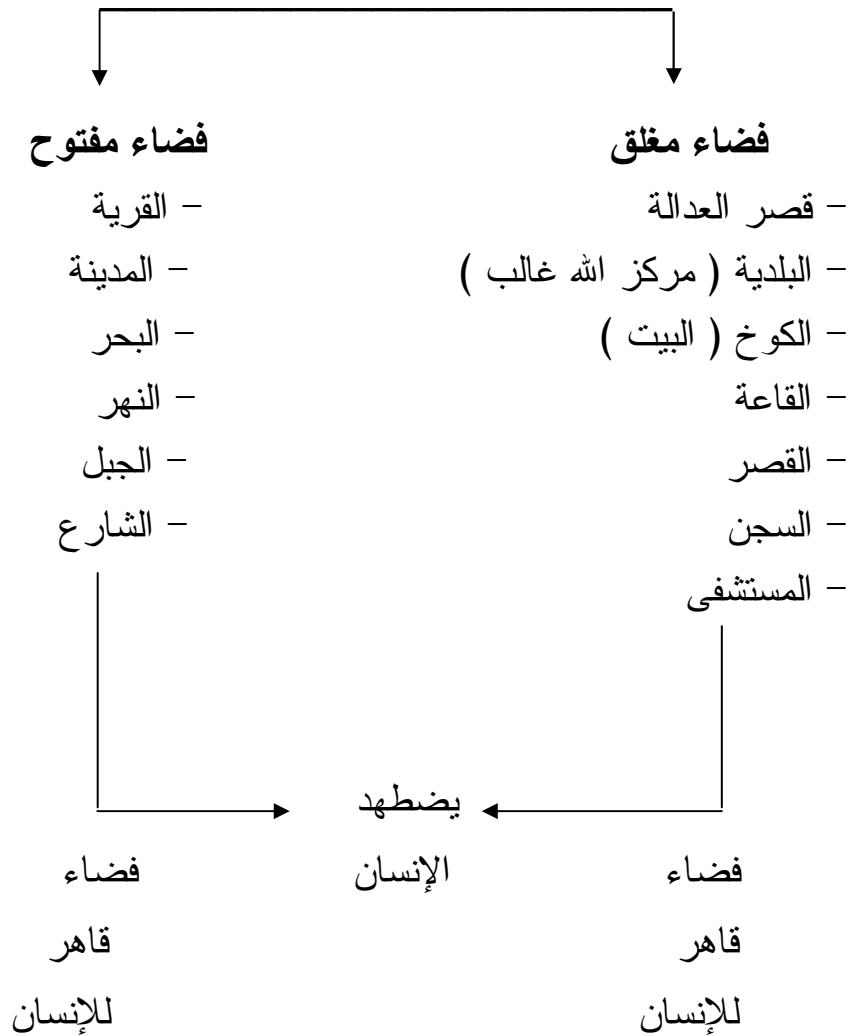 فضاء مغلق
– قصر العدالة
– البلدية ( مركز الله غالب )
– الكوخ ( البيت )
– القاعة
– القصر
– السجن
– المستشفى
فضاء مفتوح
– القرية
– المدينة
– البحر
– النهر
– الجبل
– الشارع
يضطهد
الإنسان
فضاء
قاهر
للإنسان
فضاء
قاهر
للإنسان